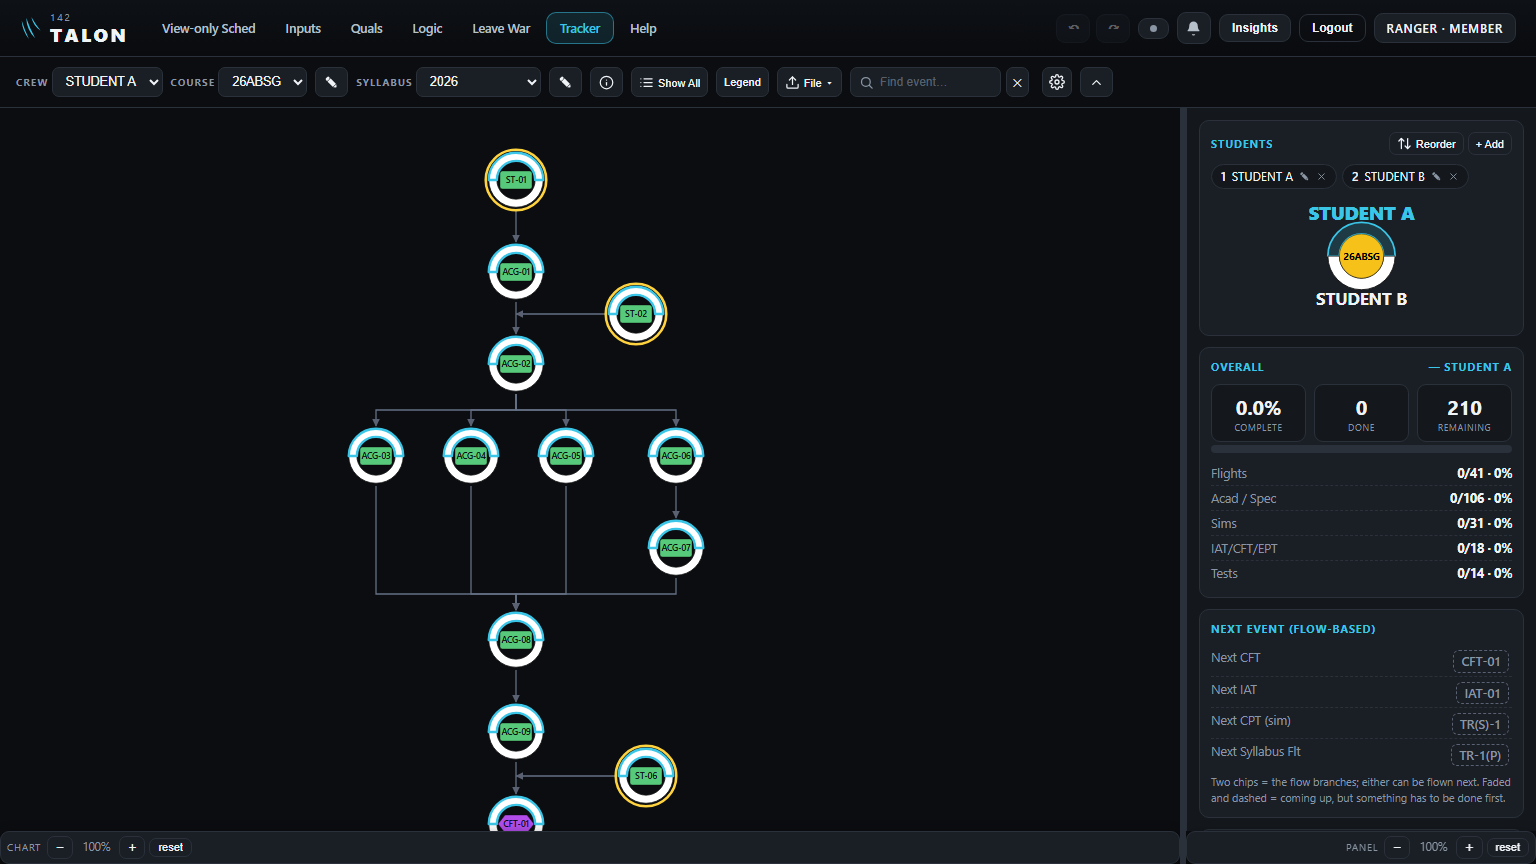 142
TALON
View-only Sched
Inputs
Quals
Logic
Leave War
Tracker
Help
Insights
Logout
RANGER · MEMBER
CREW
STUDENT A
COURSE
26ABSG
SYLLABUS
2026
Show All
Legend
File
Find event...
ST-01
ACG-01
ST-02
ACG-02
ACG-03
ACG-04
ACG-05
ACG-06
ACG-07
ACG-08
ACG-09
ST-06
CFT-01
CHART
−
100%
+
reset
STUDENTS
Reorder
+ Add
1 STUDENT A
2 STUDENT B
STUDENT A
26ABSG
STUDENT B
OVERALL
— STUDENT A
0.0%
COMPLETE
0
DONE
210
REMAINING
Flights 0/41 · 0%
Acad / Spec 0/106 · 0%
Sims 0/31 · 0%
IAT/CFT/EPT 0/18 · 0%
Tests 0/14 · 0%
NEXT EVENT (FLOW-BASED)
Next CFT CFT-01
Next IAT IAT-01
Next CPT (sim) TR(S)-1
Next Syllabus Flt TR-1(P)
Two chips = the flow branches; either can be flown next. Faded
and dashed = coming up, but something has to be done first.
PANEL
−
100%
+
reset